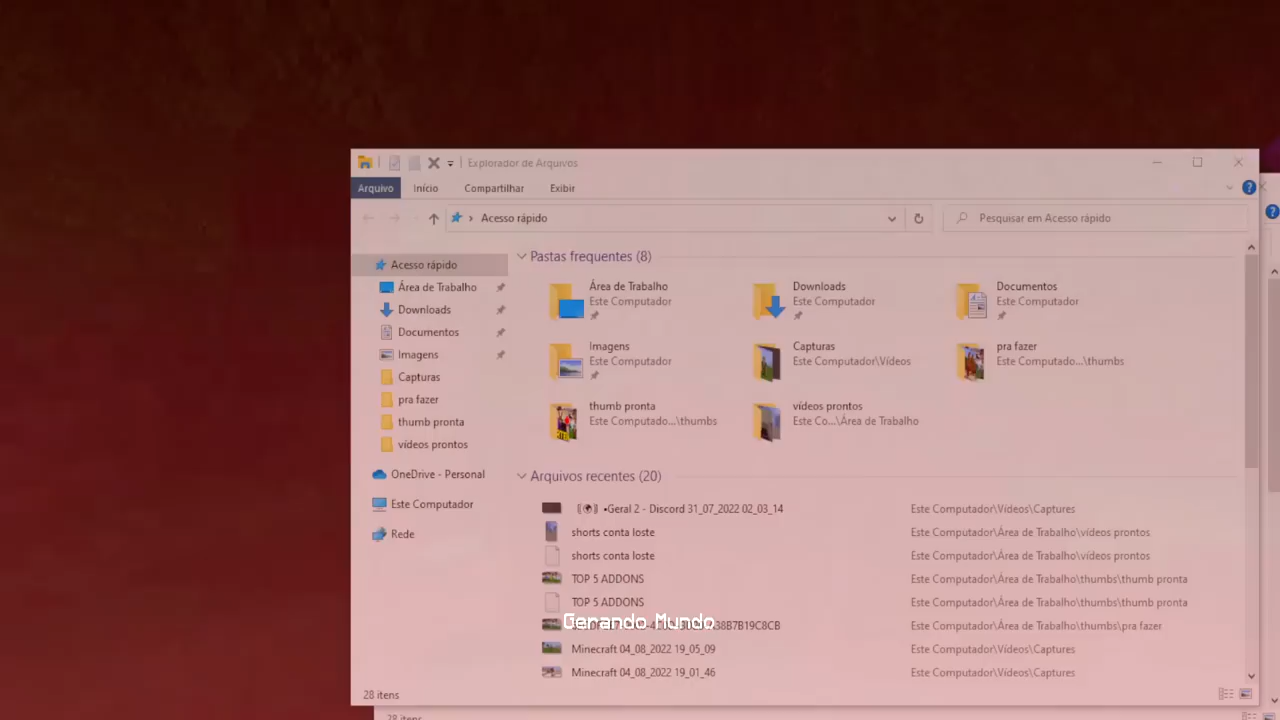 Explorador de Arquivos
Arquivo Início Compartilhar Exibir
Acesso rápido
Pesquisar em Acesso rápido
Acesso rápido
Área de Trabalho
Downloads
Documentos
Imagens
Capturas
pra fazer
thumb pronta
vídeos prontos
OneDrive - Personal
Este Computador
Rede
Pastas frequentes (8)
Área de Trabalho
Este Computador
Downloads
Este Computador
Documentos
Este Computador
Imagens
Este Computador
Capturas
Este Computador\Vídeos
pra fazer
Este Computado...\thumbs
thumb pronta
Este Computado...\thumbs
vídeos prontos
Este Co...\Área de Trabalho
Arquivos recentes (20)
•Geral 2 - Discord 31_07_2022 02_03_14 Este Computador\Vídeos\Captures
shorts conta loste Este Computador\Área de Trabalho\vídeos prontos
shorts conta loste Este Computador\Área de Trabalho\vídeos prontos
TOP 5 ADDONS Este Computador\Área de Trabalho\thumbs\thumb pronta
TOP 5 ADDONS Este Computador\Área de Trabalho\thumbs\thumb pronta
Gerando Mundo
Este Computador\Área de Trabalho\thumbs\pra fazer
Minecraft 04_08_2022 19_05_09 Este Computador\Vídeos\Captures
Minecraft 04_08_2022 19_01_46 Este Computador\Vídeos\Captures
28 itens
28 itens